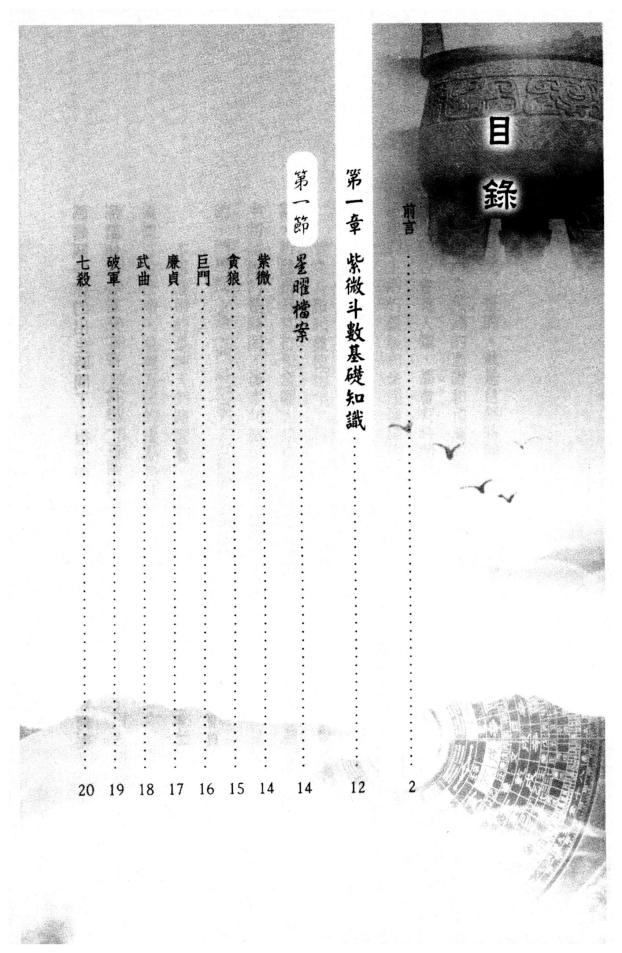 目錄
前言 2
第一章 紫微斗數基礎知識 12
第一節 星曜檔案 14
紫微 14
貪狼 15
巨門 16
廉貞 17
武曲 18
破軍 19
七殺 20